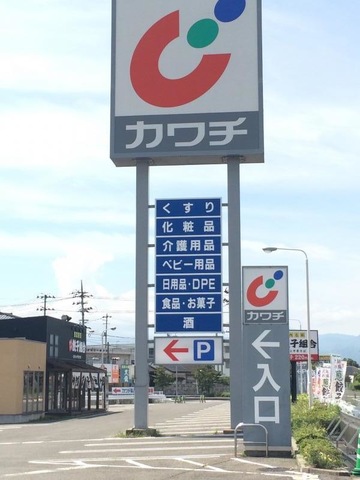 カワチ
くすり
化粧品
介護用品
ベビー用品
日用品・DPE
食品・お菓子
酒
← P
カワチ
←入口